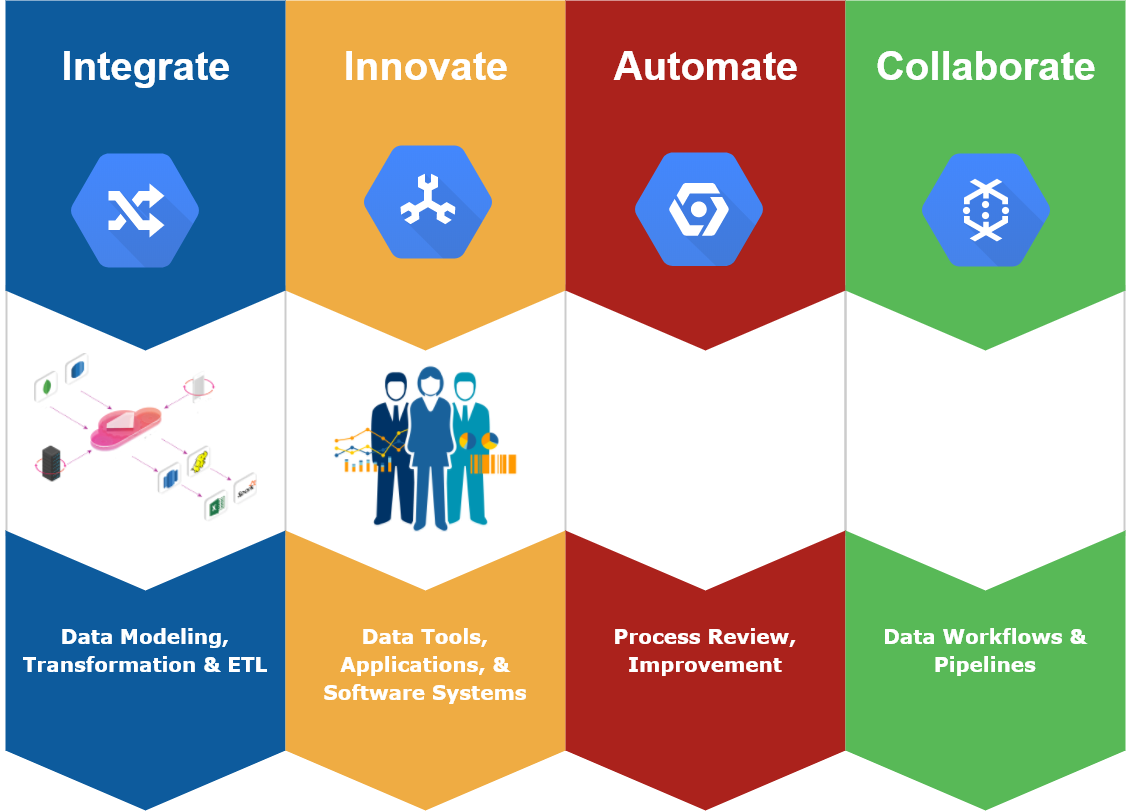 Integrate
Innovate
Automate
Collaborate
Spark
Data Modeling,
Transformation & ETL
Data Tools,
Applications, &
Software Systems
Process Review,
Improvement
Data Workflows &
Pipelines